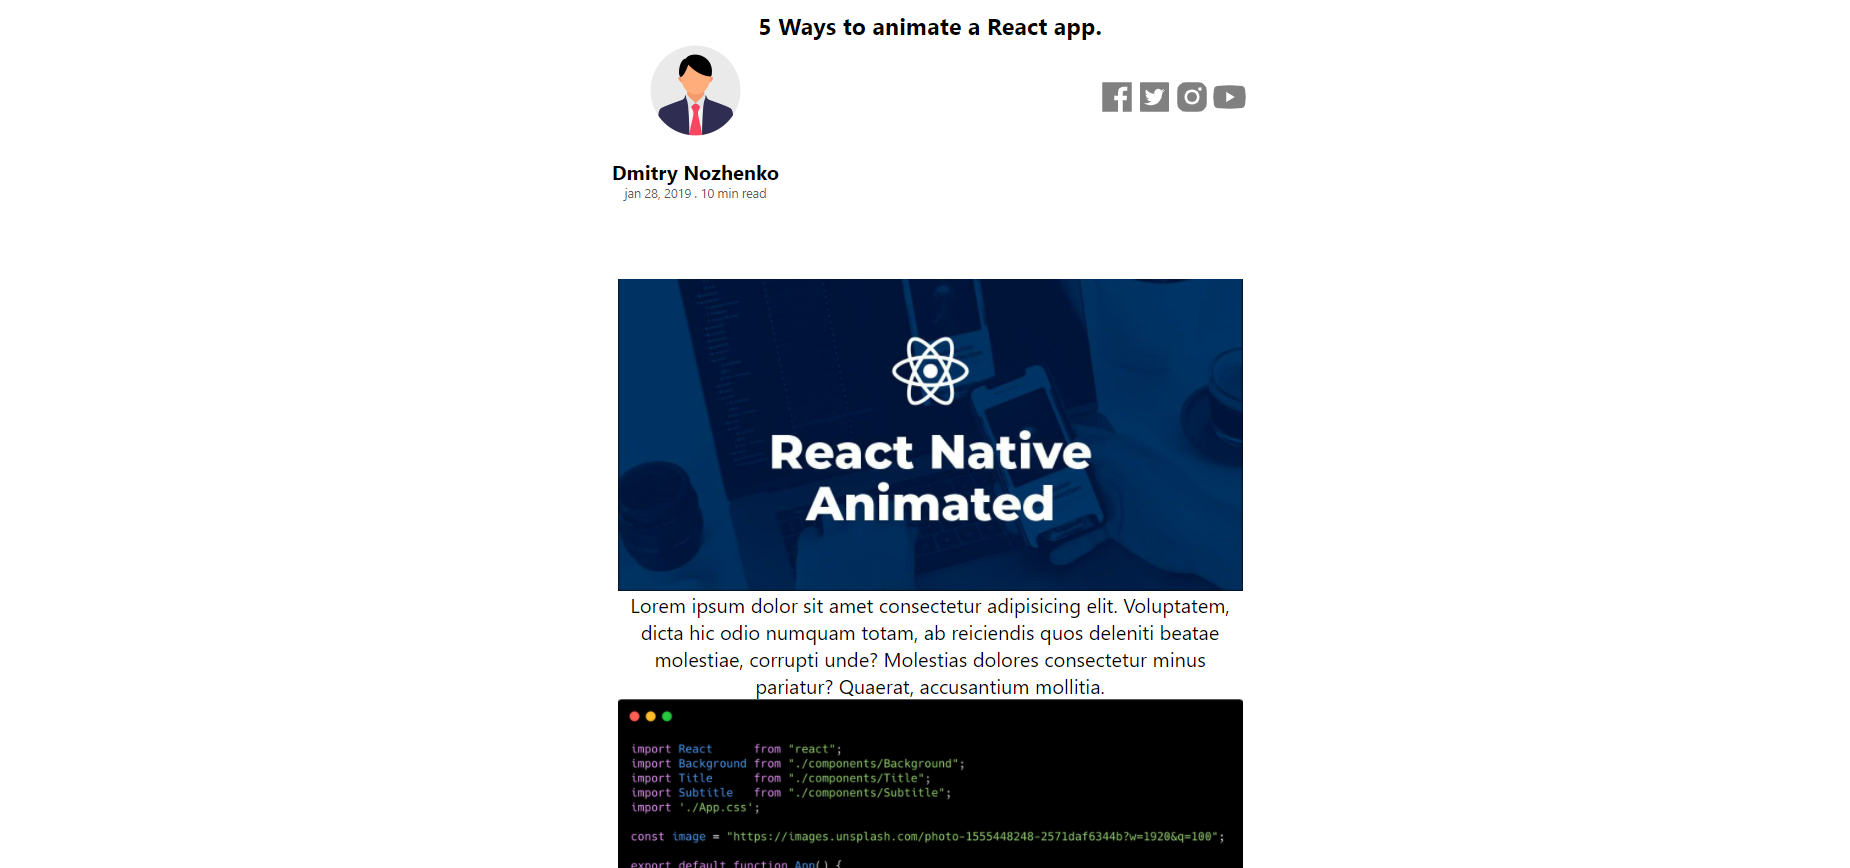 5 Ways to animate a React app.
Dmitry Nozhenko
jan 28, 2019 . 10 min read
React Native
Animated
Lorem ipsum dolor sit amet consectetur adipisicing elit. Voluptatem,
dicta hic odio numquam totam, ab reiciendis quos deleniti beatae
molestiae, corrupti unde? Molestias dolores consectetur minus
pariatur? Quaerat, accusantium mollitia.
import React      from "react";
import Background from "./components/Background";
import Title      from "./components/Title";
import Subtitle   from "./components/Subtitle";
import './App.css';
const image = "https://images.unsplash.com/photo-1555448248-2571daf6344b?w=1920&q=100";
export default function App() {